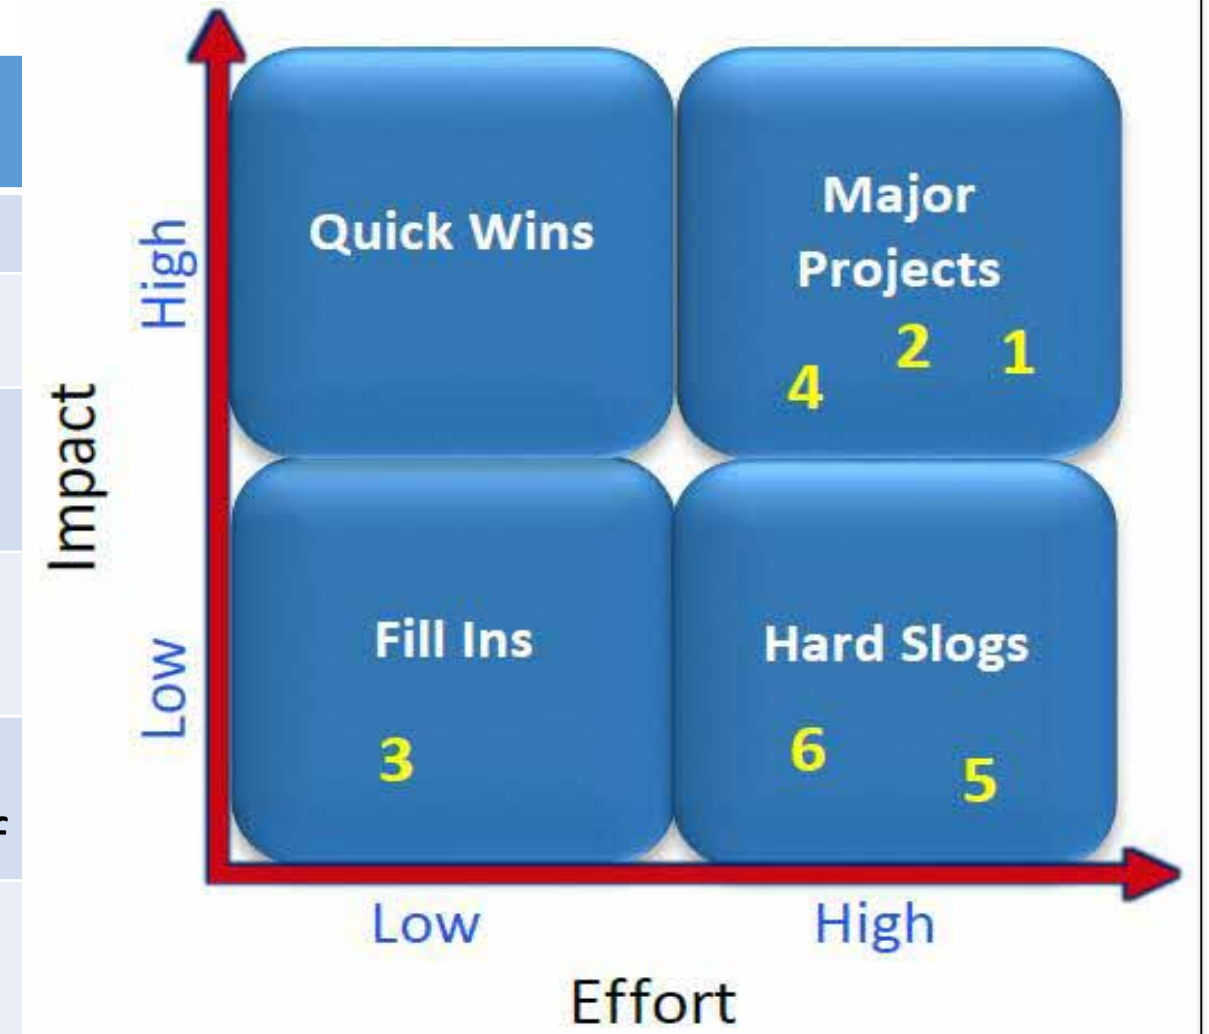 f
Impact
High
Low
Quick Wins
Major
Projects
4
2
1
Fill Ins
3
Hard Slogs
6
5
Low
High
Effort